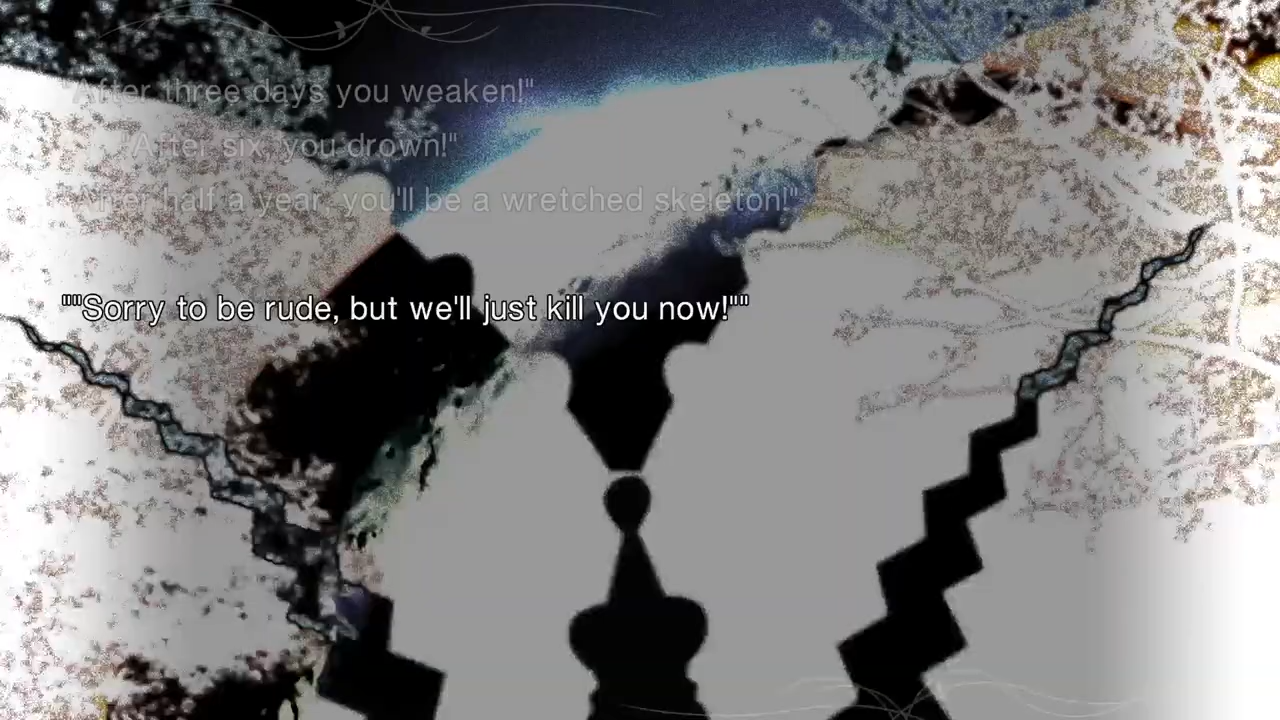 "After three days you weaken!"
"After six, you drown!"
"After half a year, you'll be a wretched skeleton!"
""Sorry to be rude, but we'll just kill you now!""